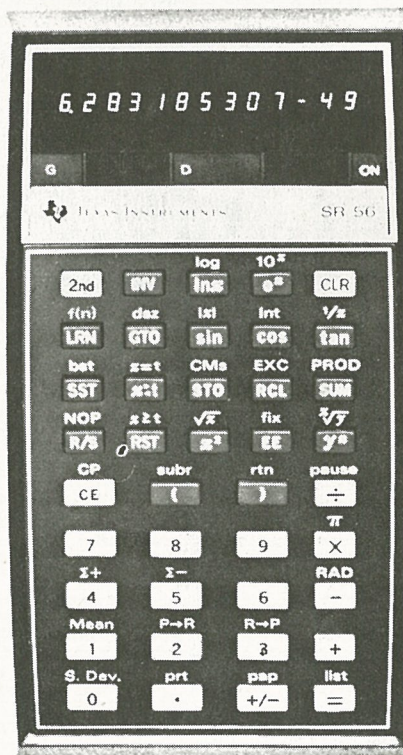 6.283185307-49
G D ON
TEXAS INSTRUMENTS SR 56
log 10ˣ
2nd INV lnx eˣ CLR
f(n) dsz |x| Int ¹/x
LRN GTO sin cos tan
bst x=t CMs EXC PROD
SST x⇄t STO RCL SUM
NOP x≥t √x fix ˣ√y
R/S RST x² EE yˣ
CP subr rtn pause
CE ( ) ÷
π
7 8 9 ×
Σ+ Σ− RAD
4 5 6 −
Mean P→R R→P
1 2 3 +
S. Dev. prt pap list
0 . +/− =